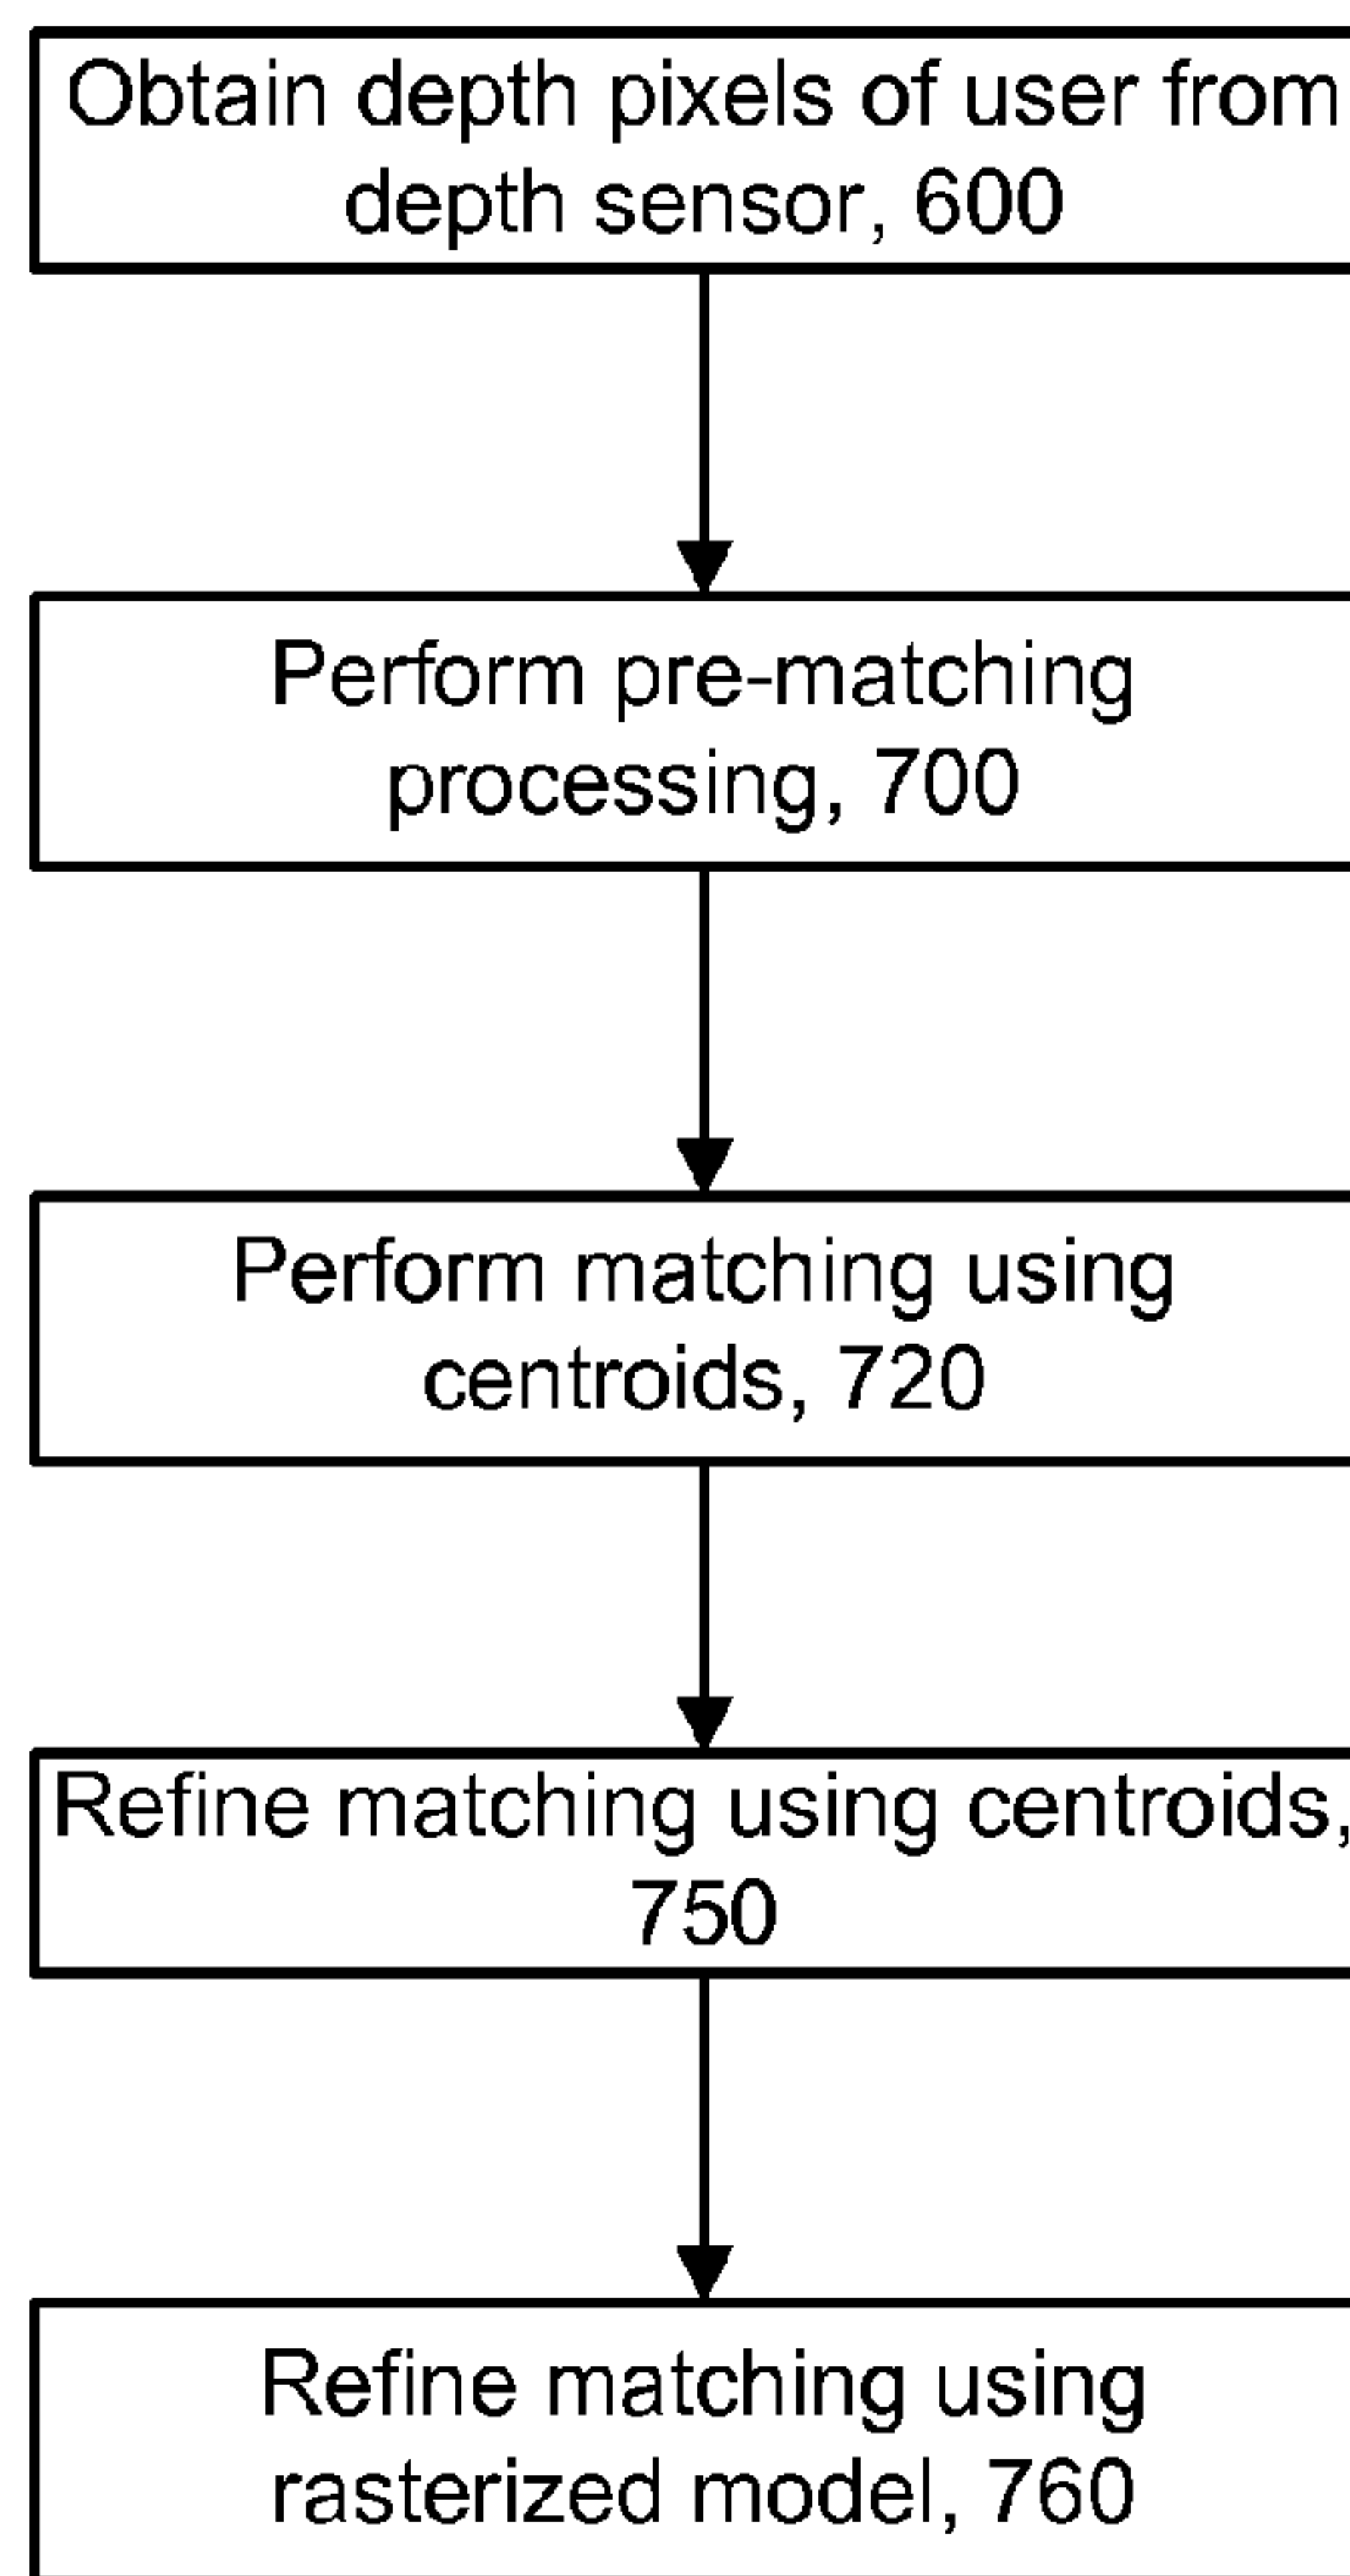 Obtain depth pixels of user from
depth sensor, 600
Perform pre-matching
processing, 700
Perform matching using
centroids, 720
Refine matching using centroids,
750
Refine matching using
rasterized model, 760